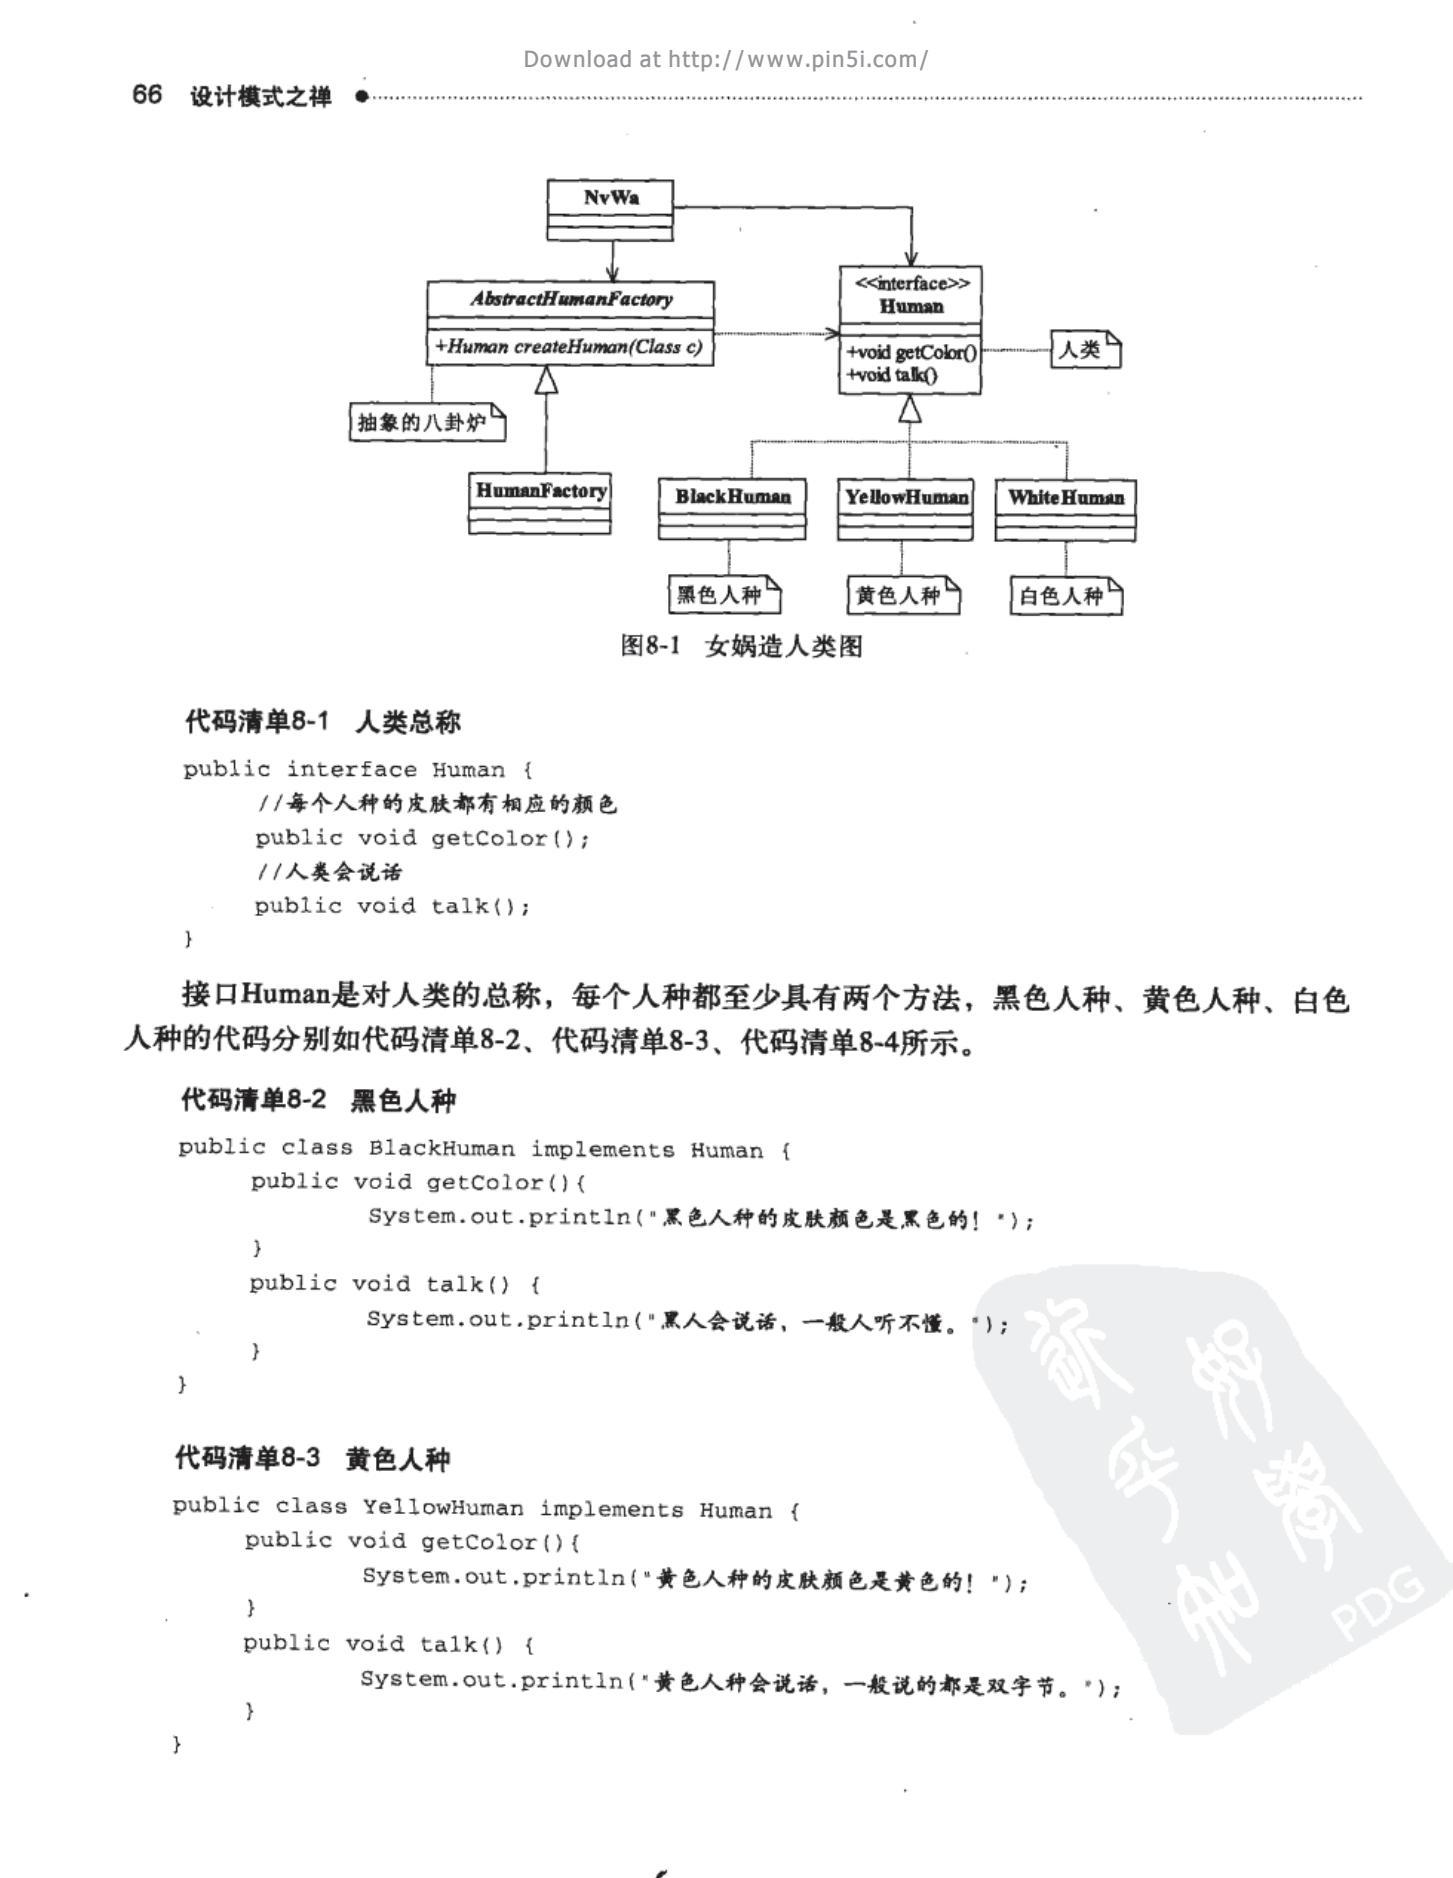 Download at http://www.pin5i.com/
66 设计模式之禅
NvWa
<<interface>>
Human
+void getColor()
+void talk()
AbstractHumanFactory
+Human createHuman(Class c)
人类
抽象的八卦炉
HumanFactory
BlackHuman
YellowHuman
WhiteHuman
黑色人种
黄色人种
白色人种
图8-1 女娲造人类图
代码清单8-1 人类总称
public interface Human {
//每个人种的皮肤都有相应的颜色
public void getColor();
//人类会说话
public void talk();
}
接口Human是对人类的总称，每个人种都至少具有两个方法，黑色人种、黄色人种、白色
人种的代码分别如代码清单8-2、代码清单8-3、代码清单8-4所示。
代码清单8-2 黑色人种
public class BlackHuman implements Human {
public void getColor(){
System.out.println("黑色人种的皮肤颜色是黑色的！");
}
public void talk() {
System.out.println("黑人会说话，一般人听不懂。");
}
}
代码清单8-3 黄色人种
public class YellowHuman implements Human {
public void getColor(){
System.out.println("黄色人种的皮肤颜色是黄色的！");
}
public void talk() {
System.out.println("黄色人种会说话，一般说的都是双字节。");
}
}
PDG